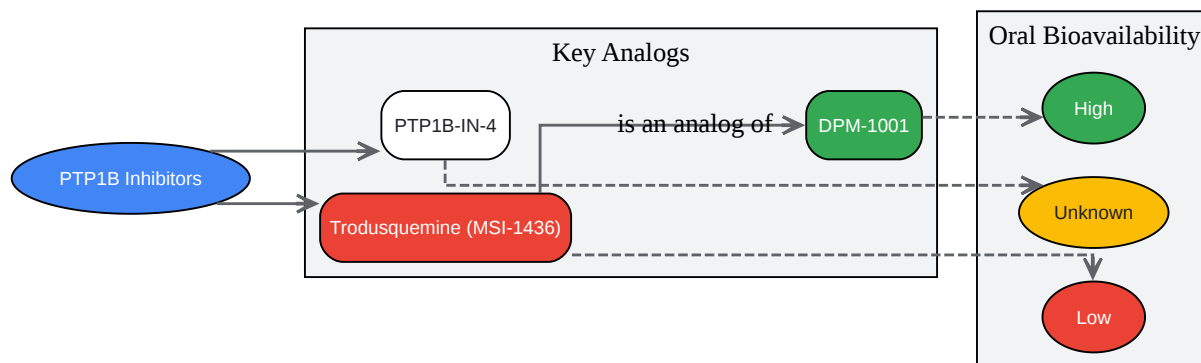 Key Analogs
Oral Bioavailability
PTP1B Inhibitors
PTP1B-IN-4
is an analog of
DPM-1001
Trodusquemine (MSI-1436)
High
Unknown
Low